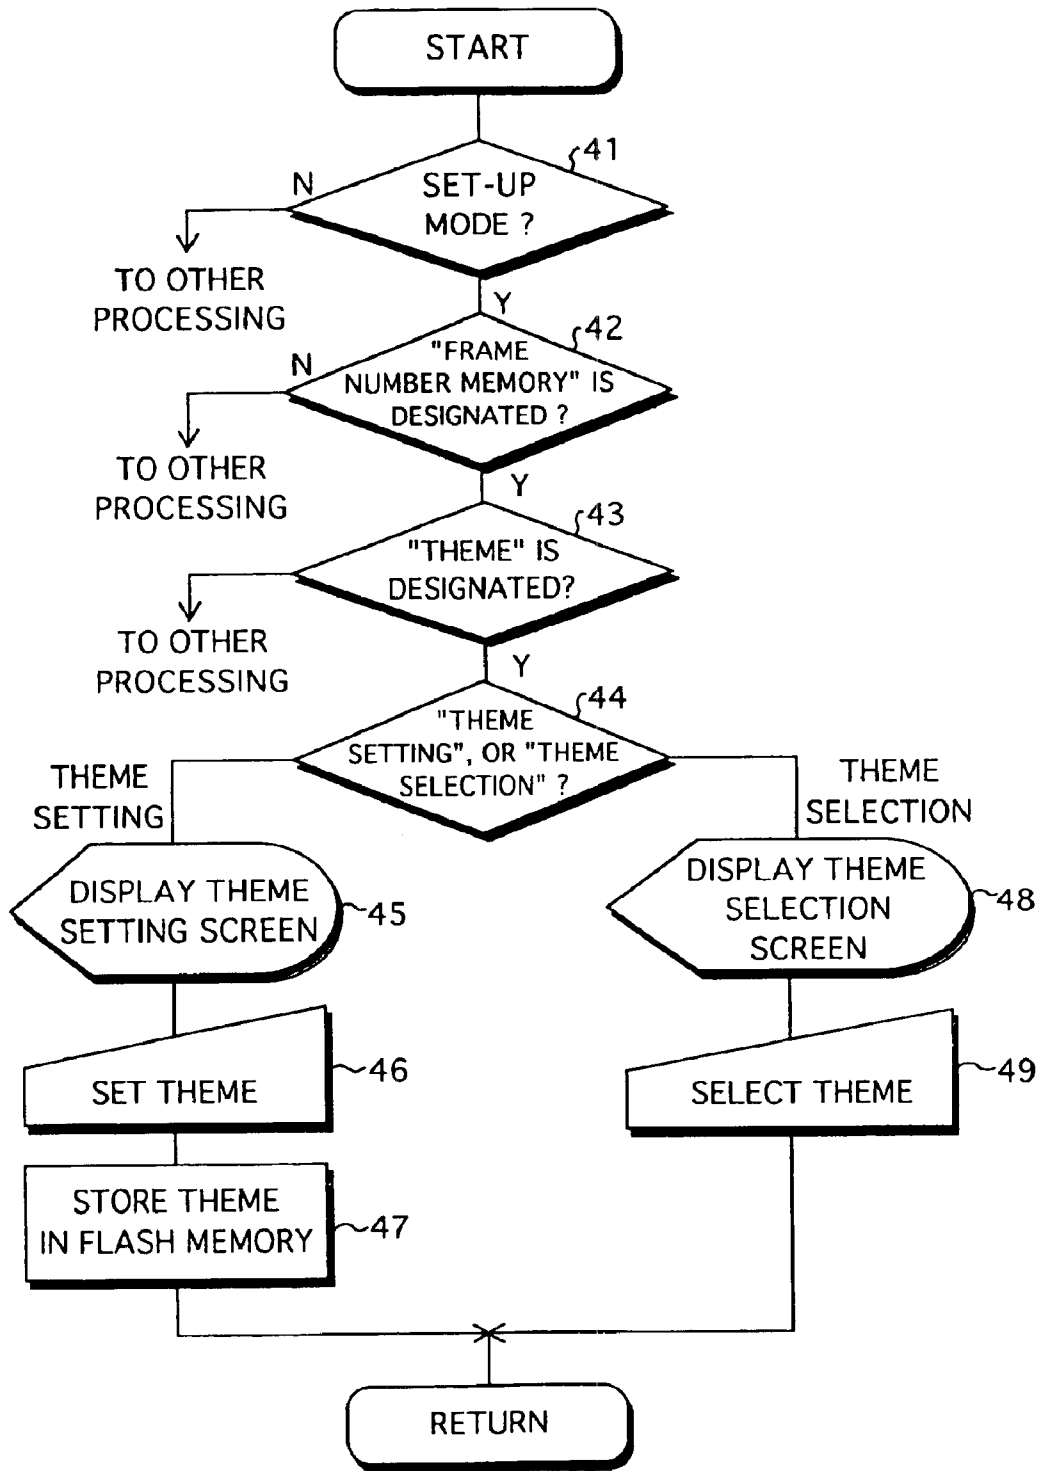 START
41
N
SET-UP
MODE ?
TO OTHER
PROCESSING
Y
42
N
"FRAME
NUMBER MEMORY" IS
DESIGNATED ?
TO OTHER
PROCESSING
Y
43
"THEME" IS
DESIGNATED?
TO OTHER
PROCESSING
Y
44
"THEME
SETTING", OR "THEME
SELECTION" ?
THEME
SETTING
THEME
SELECTION
DISPLAY THEME
SETTING SCREEN
45
DISPLAY THEME
SELECTION
SCREEN
48
SET THEME
46
SELECT THEME
49
STORE THEME
IN FLASH MEMORY
47
RETURN